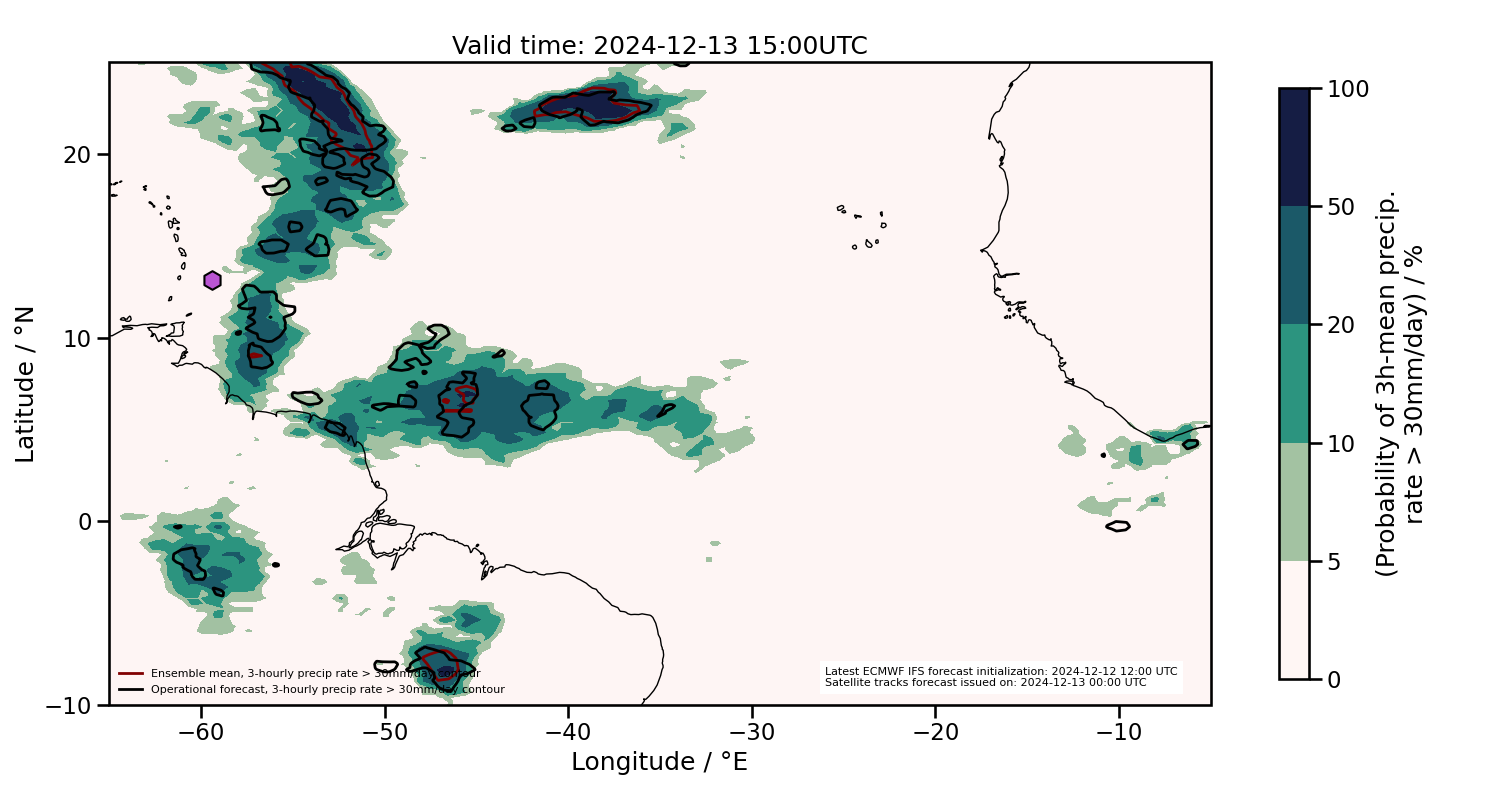 Valid time: 2024-12-13 15:00UTC
20
10
0
−10
Latitude / °N
−60
−50
−40
−30
−20
−10
Longitude / °E
Ensemble mean, 3-hourly precip rate > 30mm/day contour
Operational forecast, 3-hourly precip rate > 30mm/day contour
Latest ECMWF IFS forecast initialization: 2024-12-12 12:00 UTC
Satellite tracks forecast issued on: 2024-12-13 00:00 UTC
100
50
20
10
5
0
(Probability of 3h-mean precip.
rate > 30mm/day) / %